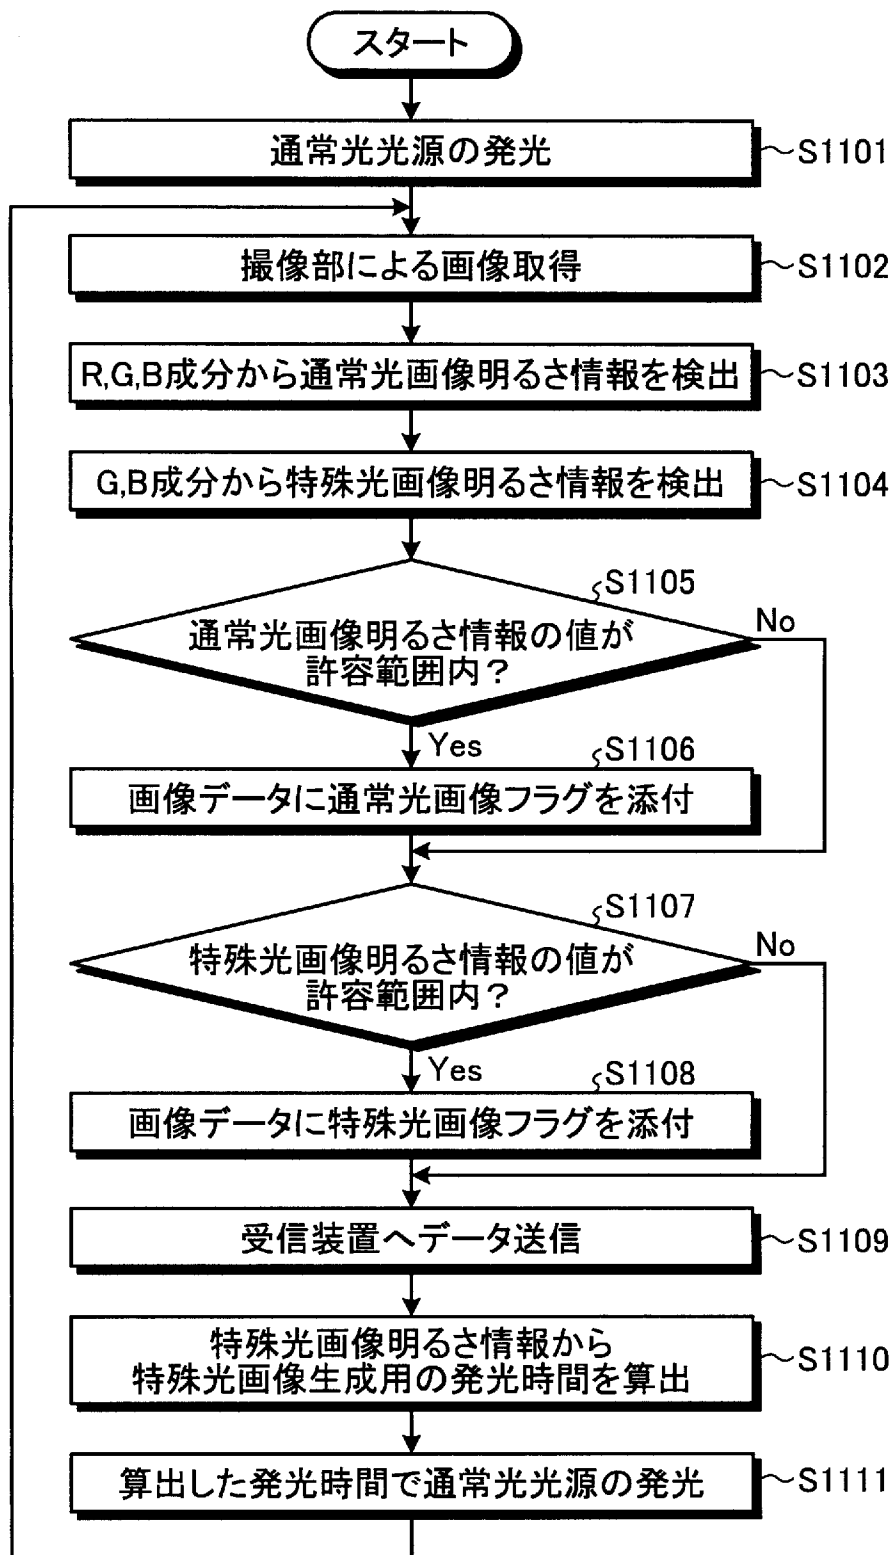 スタート
通常光光源の発光
S1101
撮像部による画像取得
S1102
R,G,B成分から通常光画像明るさ情報を検出
S1103
G,B成分から特殊光画像明るさ情報を検出
S1104
S1105
通常光画像明るさ情報の値が
許容範囲内?
No
Yes
S1106
画像データに通常光画像フラグを添付
S1107
特殊光画像明るさ情報の値が
許容範囲内?
No
Yes
S1108
画像データに特殊光画像フラグを添付
受信装置へデータ送信
S1109
特殊光画像明るさ情報から
特殊光画像生成用の発光時間を算出
S1110
算出した発光時間で通常光光源の発光
S1111